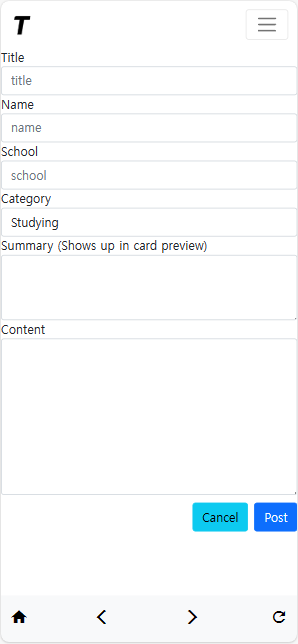 T
Title
title
Name
name
School
school
Category
Studying
Summary (Shows up in card preview)
Content
Cancel Post